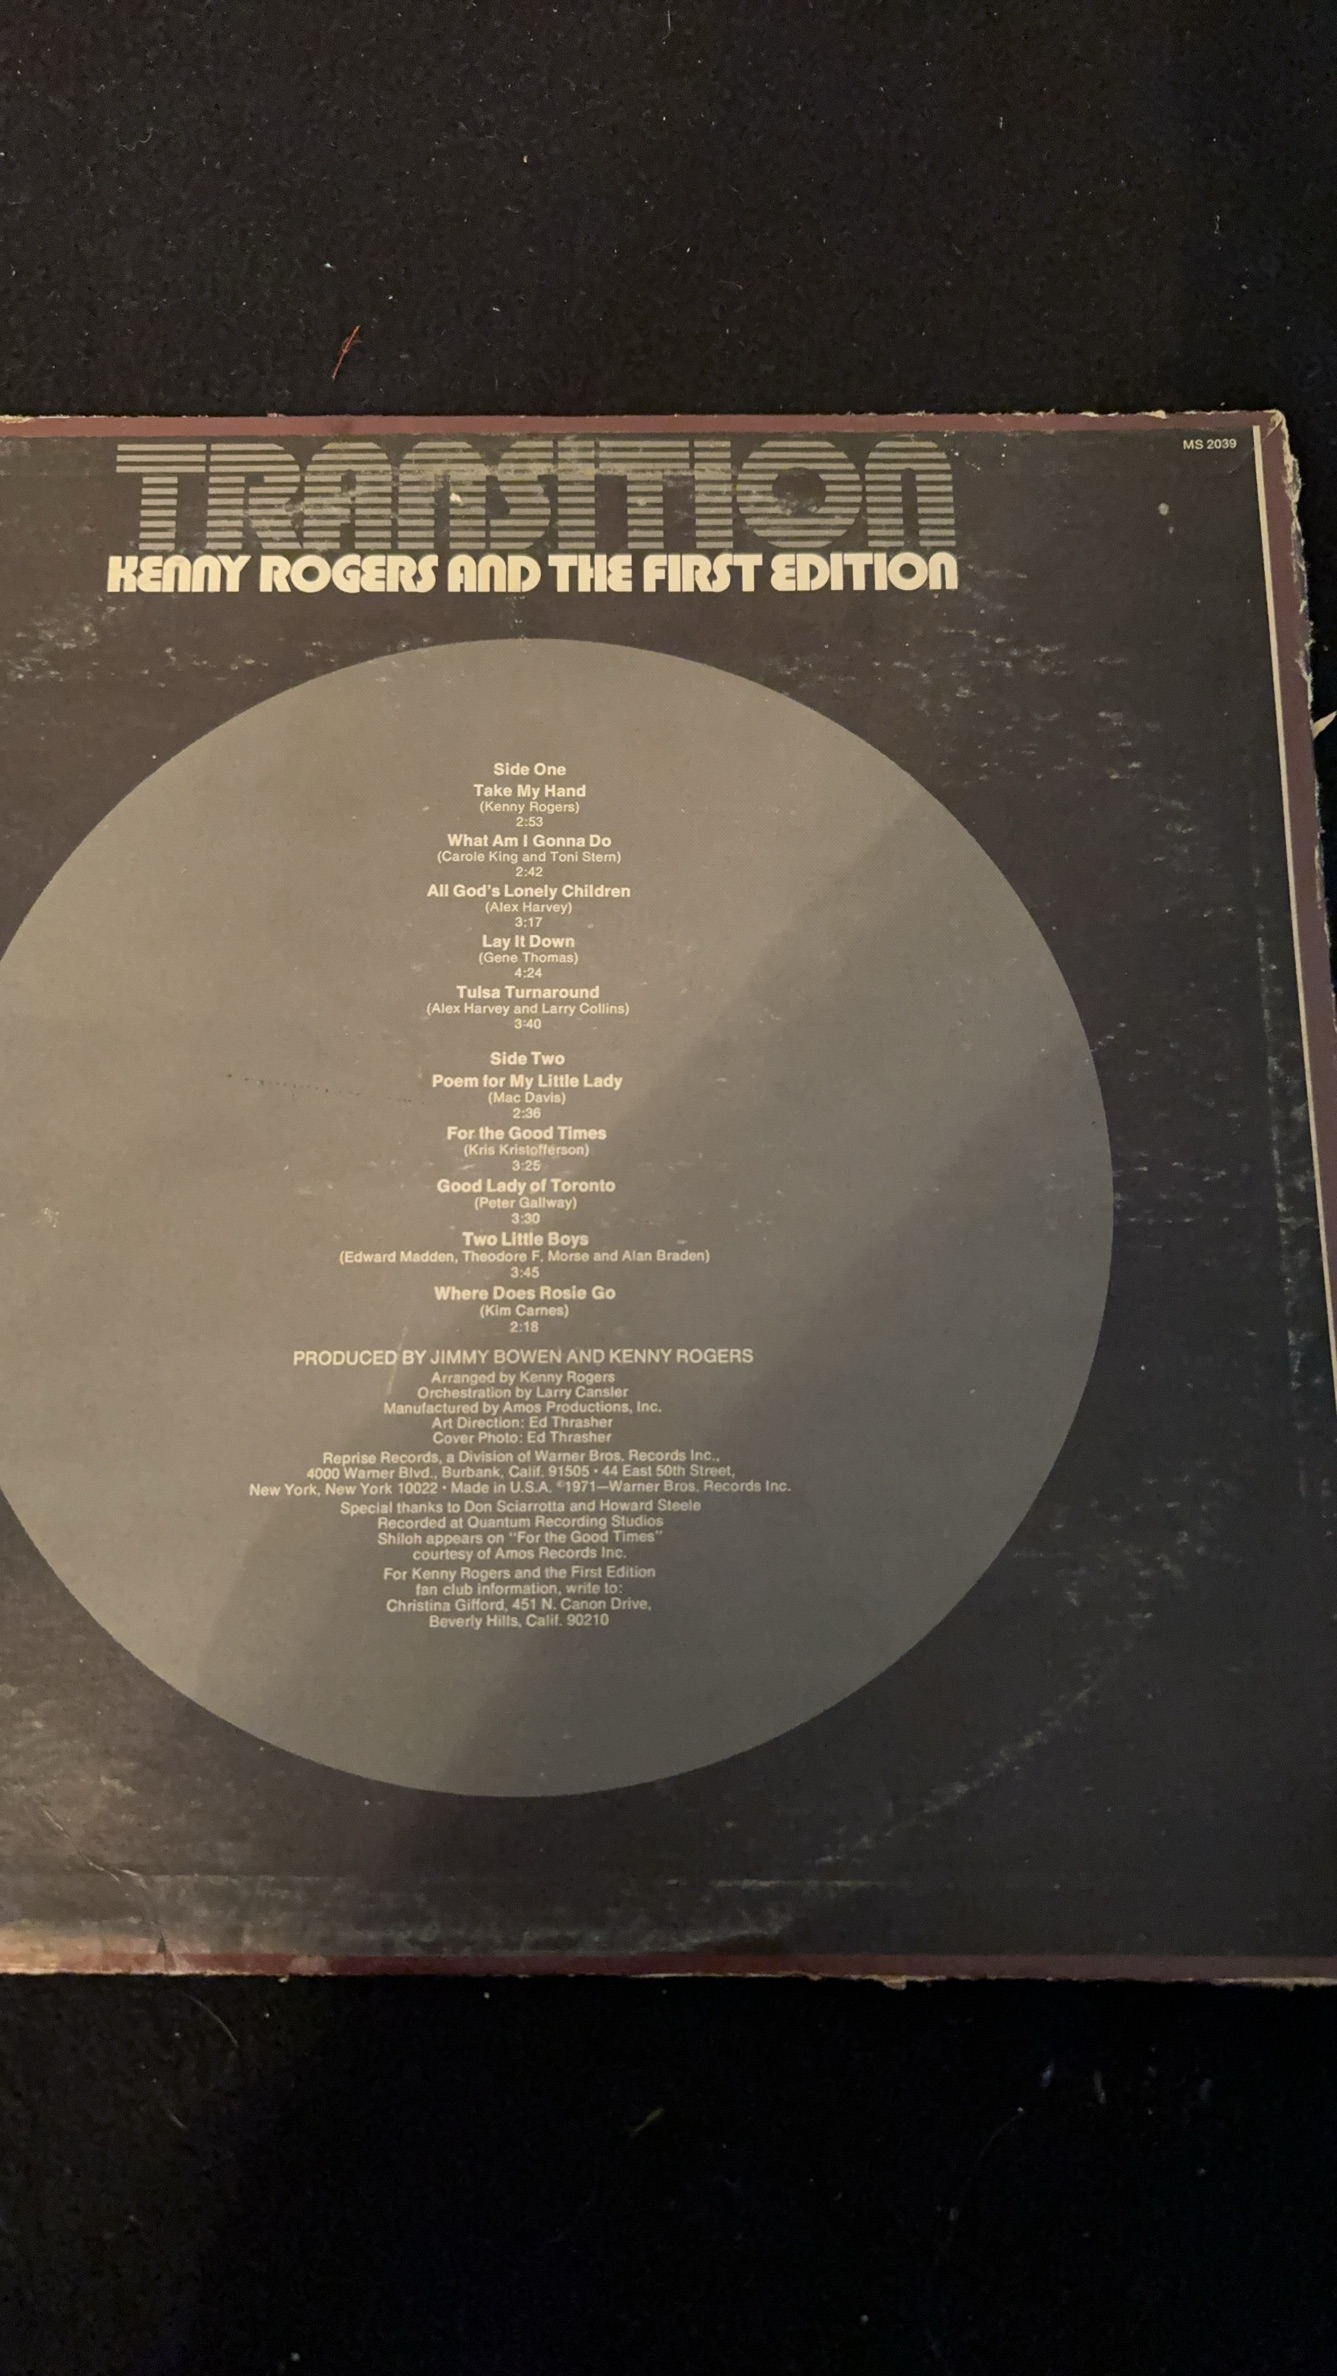 MS 2039
TRANSITION
KENNY ROGERS AND THE FIRST EDITION
Side One
Take My Hand
(Kenny Rogers)
2:53
What Am I Gonna Do
(Carole King and Toni Stern)
2:42
All God's Lonely Children
(Alex Harvey)
3:17
Lay It Down
(Gene Thomas)
4:24
Tulsa Turnaround
(Alex Harvey and Larry Collins)
3:40
Side Two
Poem for My Little Lady
(Mac Davis)
2:36
For the Good Times
(Kris Kristofferson)
3:25
Good Lady of Toronto
(Peter Gallway)
3:30
Two Little Boys
(Edward Madden, Theodore F. Morse and Alan Braden)
3:45
Where Does Rosie Go
(Kim Carnes)
2:18
PRODUCED BY JIMMY BOWEN AND KENNY ROGERS
Arranged by Kenny Rogers
Orchestration by Larry Cansler
Manufactured by Amos Productions, Inc.
Art Direction: Ed Thrasher
Cover Photo: Ed Thrasher
Reprise Records, a Division of Warner Bros. Records Inc.,
4000 Warner Blvd., Burbank, Calif. 91505 • 44 East 50th Street,
New York, New York 10022 • Made in U.S.A. ©1971—Warner Bros. Records Inc.
Special thanks to Don Sciarrotta and Howard Steele
Recorded at Quantum Recording Studios
Shiloh appears on "For the Good Times"
courtesy of Amos Records Inc.
For Kenny Rogers and the First Edition
fan club information, write to:
Christina Gifford, 451 N. Canon Drive,
Beverly Hills, Calif. 90210